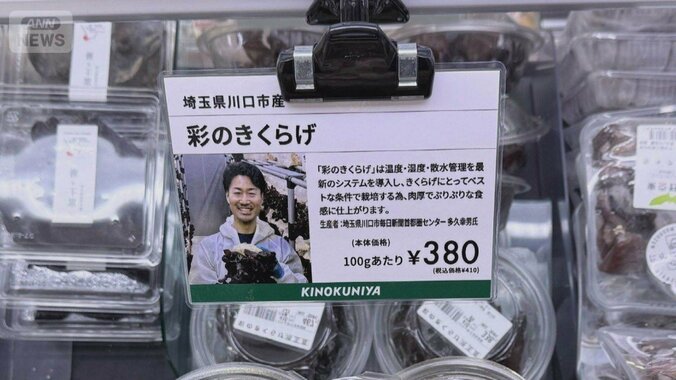 ANN
NEWS
埼玉県川口市産
彩のきくらげ
「彩のきくらげ」は温度・湿度・散水管理を最
新のシステムを導入し、きくらげにとってベスト
な条件で栽培する為、肉厚でぷりぷりな食
感に仕上がります。
生産者:埼玉県川口市毎日新聞首都圏センター 多久幸男氏
(本体価格)
100gあたり ¥380
(税込価格¥410)
KINOKUNIYA